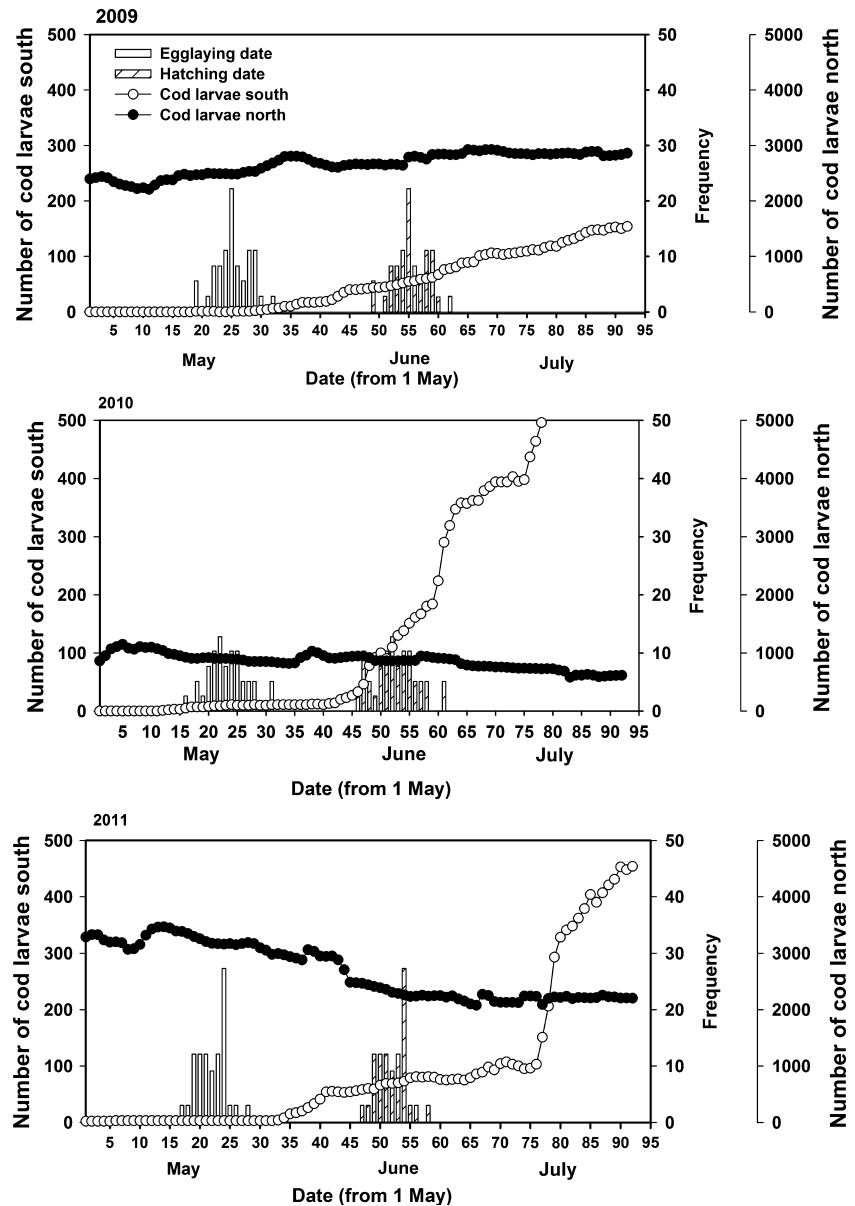 2009
Number of cod larvae south
500
400
300
200
100
0
Egglaying date
Hatching date
Cod larvae south
Cod larvae north
50
40
30
20
10
0
Frequency
5000
4000
3000
2000
1000
0
Number of cod larvae north
5 10 15 20 25 30 35 40 45 50 55 60 65 70 75 80 85 90 95
May June July
Date (from 1 May)
2010
Number of cod larvae south
500
400
300
200
100
0
50
40
30
20
10
0
Frequency
5000
4000
3000
2000
1000
0
Number of cod larvae north
5 10 15 20 25 30 35 40 45 50 55 60 65 70 75 80 85 90 95
May June July
Date (from 1 May)
2011
Number of cod larvae south
500
400
300
200
100
0
50
40
30
20
10
0
Frequency
5000
4000
3000
2000
1000
0
Number of cod larvae north
5 10 15 20 25 30 35 40 45 50 55 60 65 70 75 80 85 90 95
May June July
Date (from 1 May)